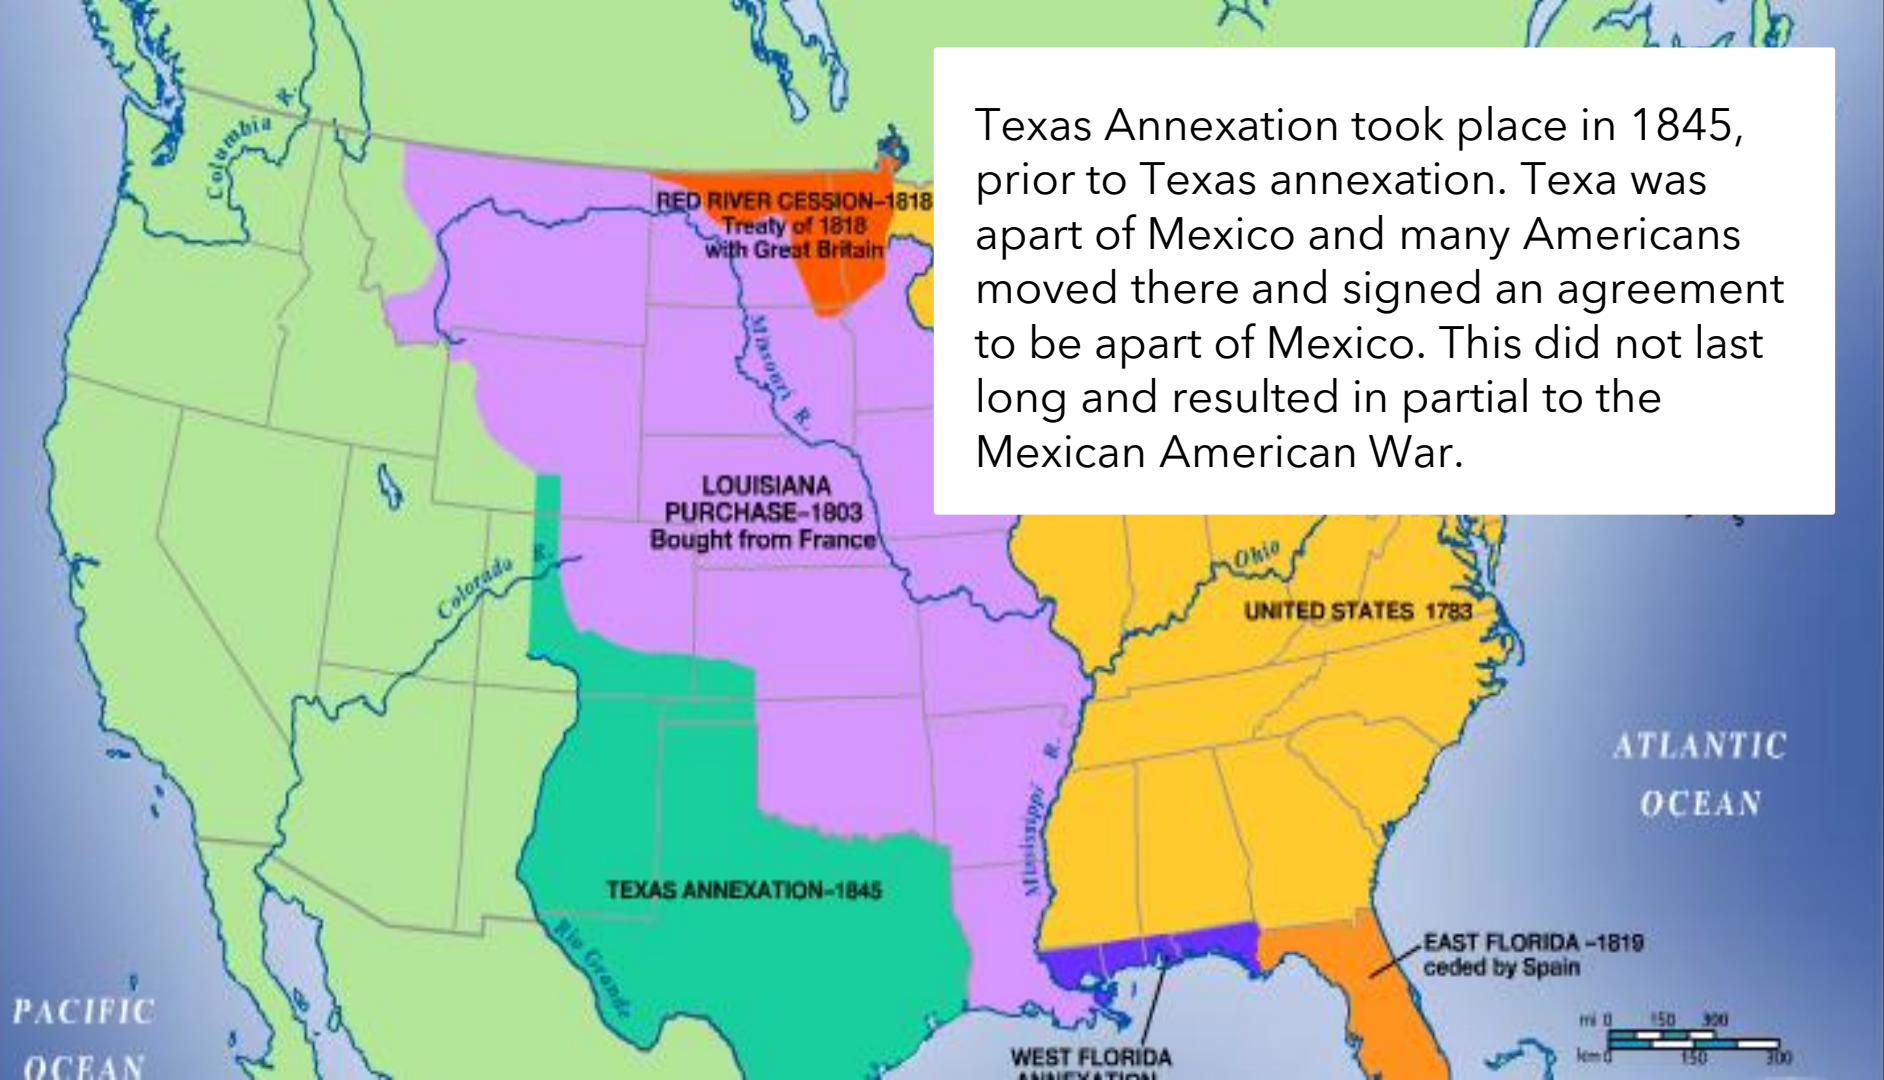 Texas Annexation took place in 1845,
prior to Texas annexation. Texa was
apart of Mexico and many Americans
moved there and signed an agreement
to be apart of Mexico. This did not last
long and resulted in partial to the
Mexican American War.
Columbia R.
RED RIVER CESSION–1818
Treaty of 1818
with Great Britain
Missouri R.
LOUISIANA
PURCHASE–1803
Bought from France
Colorado R.
Ohio
UNITED STATES 1783
ATLANTIC
OCEAN
Mississippi R.
TEXAS ANNEXATION–1845
Rio Grande
EAST FLORIDA –1819
ceded by Spain
PACIFIC
OCEAN
WEST FLORIDA
ANNEXATION
mi 0 150 300
km 0 150 300